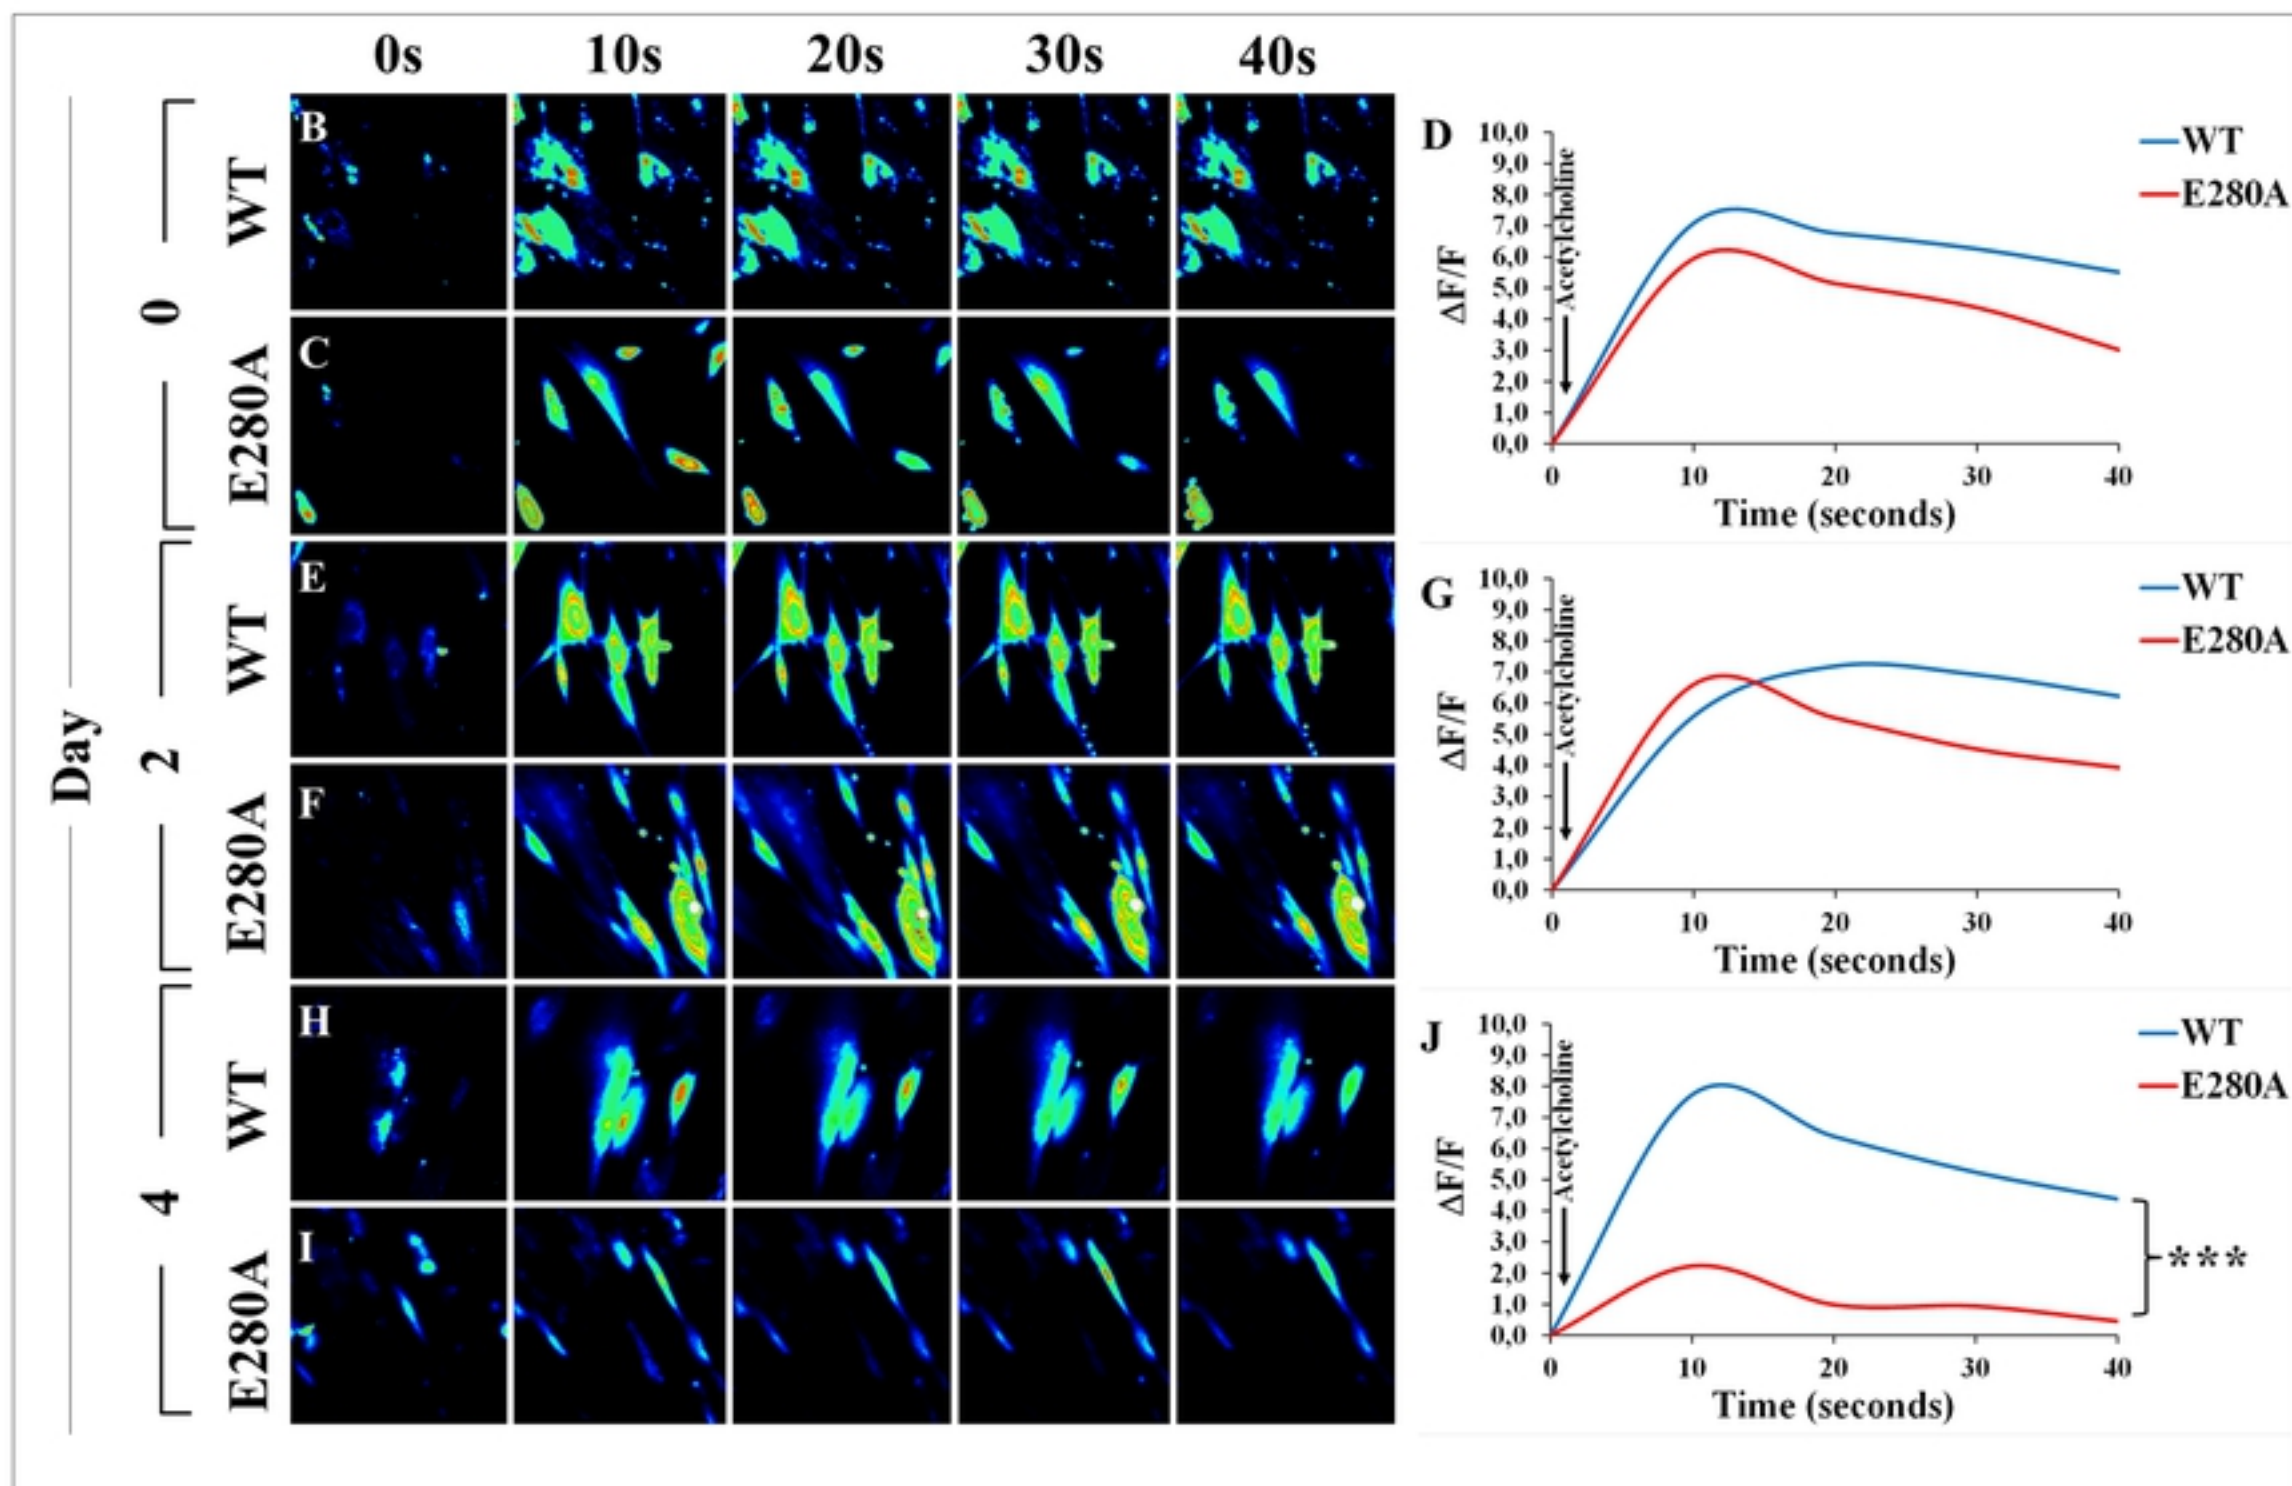 0s 10s 20s 30s 40s
Day
0
WT
B
E280A
C
2
WT
E
E280A
F
4
WT
H
E280A
I
D
10,0
9,0
8,0
7,0
6,0
5,0
4,0
3,0
2,0
1,0
0,0
ΔF/F
Acetylcholine
WT
E280A
0 10 20 30 40
Time (seconds)
G
10,0
9,0
8,0
7,0
6,0
5,0
4,0
3,0
2,0
1,0
0,0
ΔF/F
Acetylcholine
WT
E280A
0 10 20 30 40
Time (seconds)
J
10,0
9,0
8,0
7,0
6,0
5,0
4,0
3,0
2,0
1,0
0,0
ΔF/F
Acetylcholine
WT
E280A
***
0 10 20 30 40
Time (seconds)